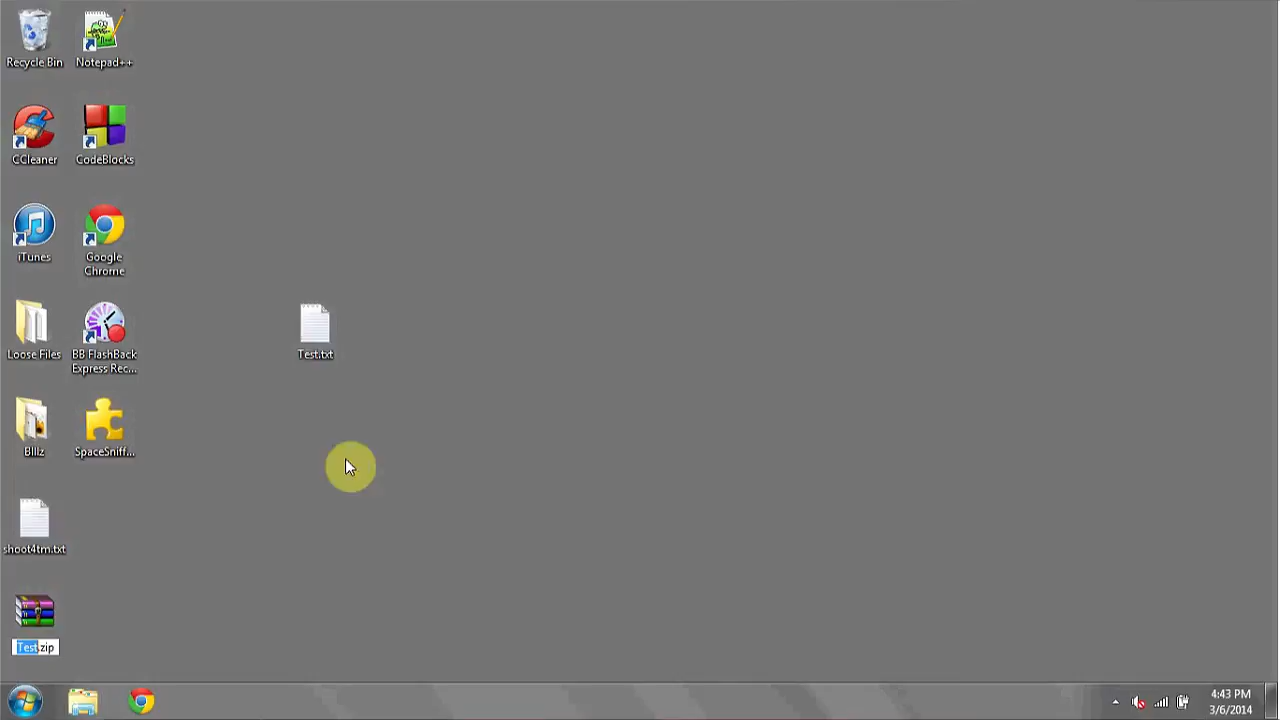 Recycle Bin
Notepad++
CCleaner
CodeBlocks
iTunes
Google
Chrome
Loose Files
BB FlashBack
Express Rec...
Test.txt
Blllz
SpaceSniff...
shoot4tm.txt
Test.zip
4:43 PM
3/6/2014